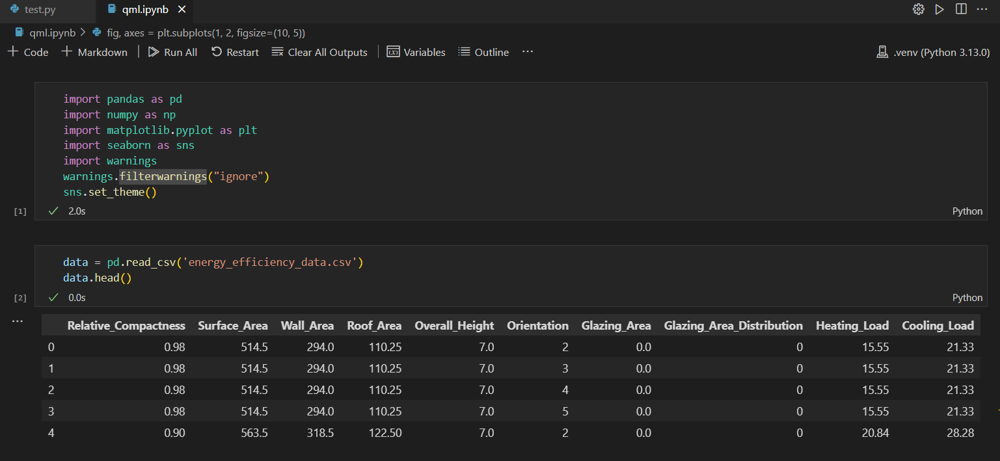 test.py qml.ipynb
qml.ipynb > fig, axes = plt.subplots(1, 2, figsize=(10, 5))
+ Code + Markdown | Run All Restart Clear All Outputs | Variables Outline ... .venv (Python 3.13.0)
import pandas as pd
import numpy as np
import matplotlib.pyplot as plt
import seaborn as sns
import warnings
warnings.filterwarnings("ignore")
sns.set_theme()
[1] 2.0s Python
data = pd.read_csv('energy_efficiency_data.csv')
data.head()
[2] 0.0s Python
Relative_Compactness Surface_Area Wall_Area Roof_Area Overall_Height Orientation Glazing_Area Glazing_Area_Distribution Heating_Load Cooling_Load
0 0.98 514.5 294.0 110.25 7.0 2 0.0 0 15.55 21.33
1 0.98 514.5 294.0 110.25 7.0 3 0.0 0 15.55 21.33
2 0.98 514.5 294.0 110.25 7.0 4 0.0 0 15.55 21.33
3 0.98 514.5 294.0 110.25 7.0 5 0.0 0 15.55 21.33
4 0.90 563.5 318.5 122.50 7.0 2 0.0 0 20.84 28.28